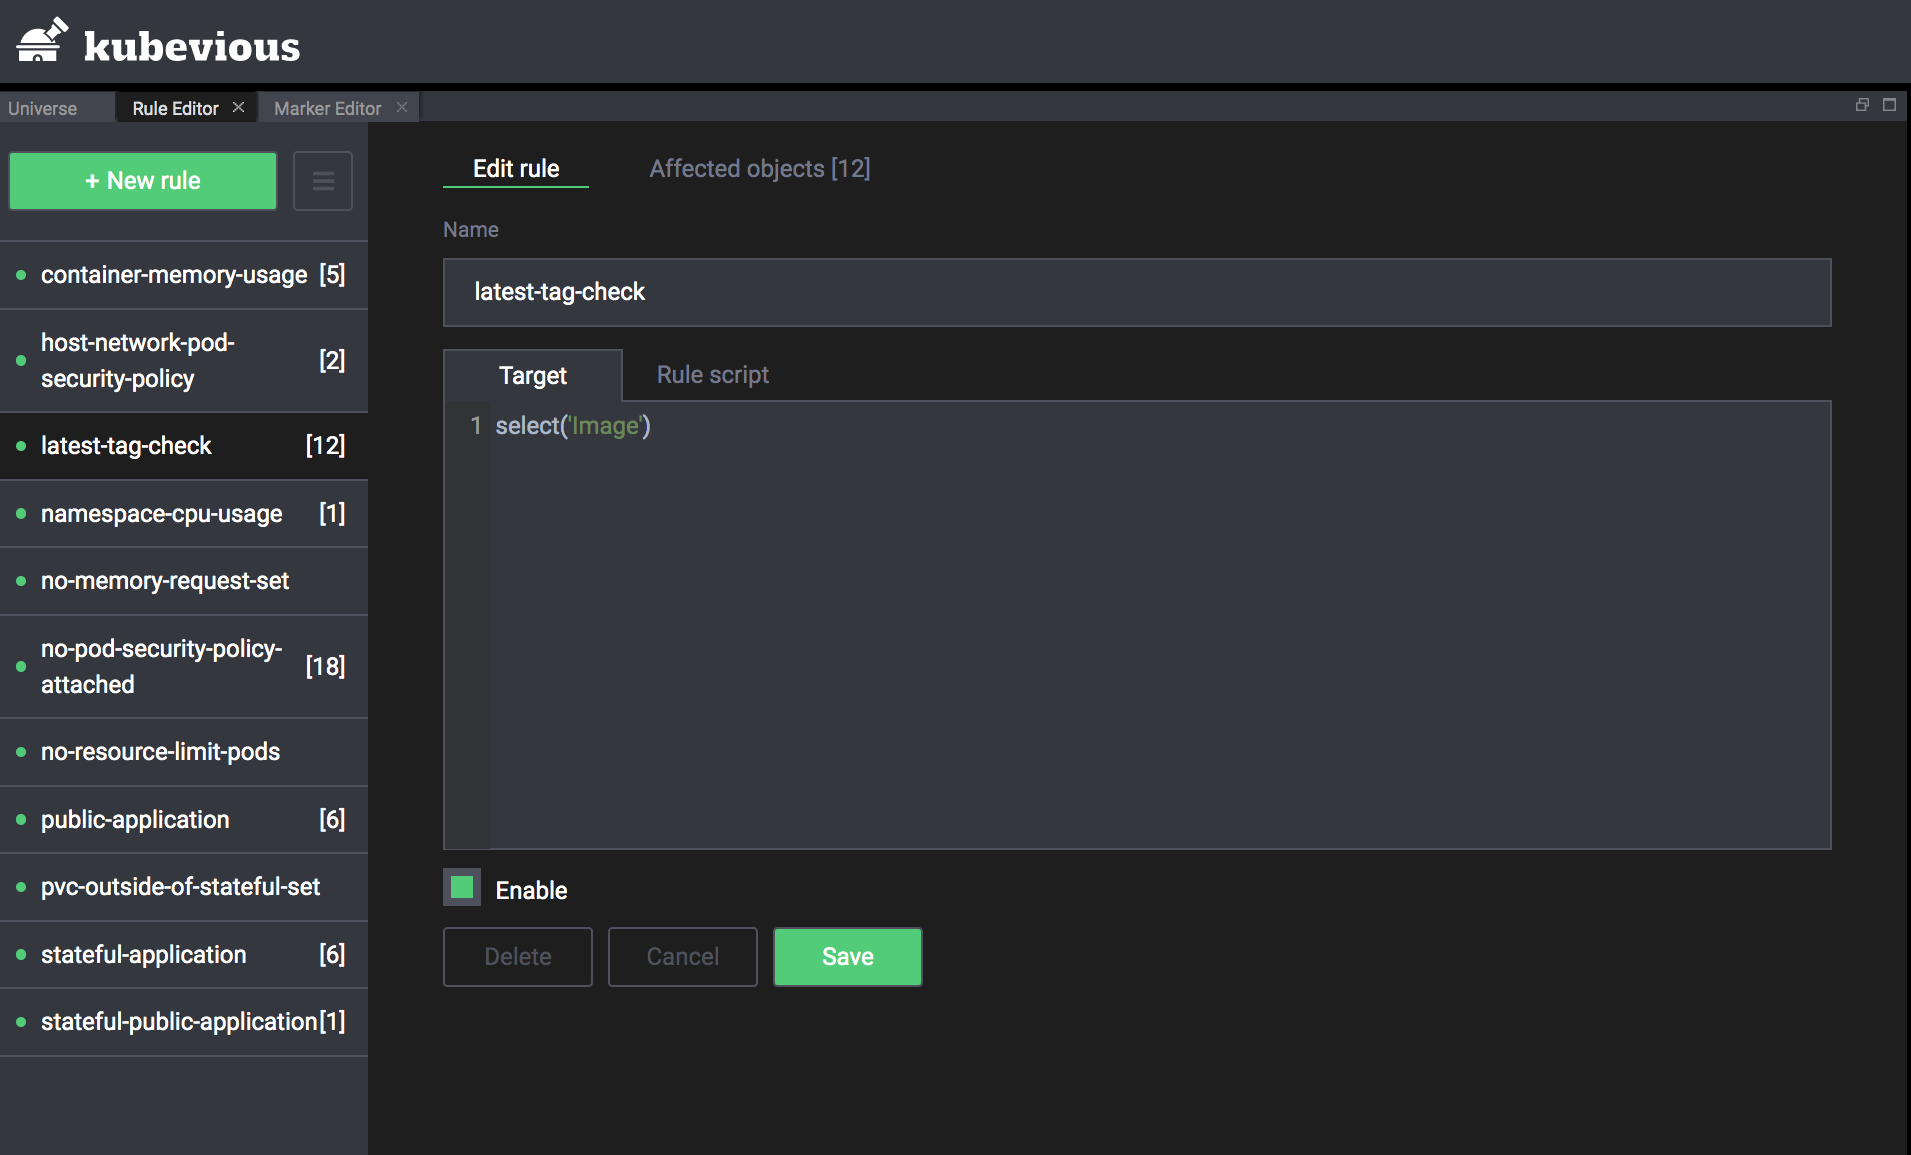 kubevious
Universe
Rule Editor
Marker Editor
+ New rule
container-memory-usage [5]
host-network-pod-
security-policy [2]
latest-tag-check [12]
namespace-cpu-usage [1]
no-memory-request-set
no-pod-security-policy-
attached [18]
no-resource-limit-pods
public-application [6]
pvc-outside-of-stateful-set
stateful-application [6]
stateful-public-application [1]
Edit rule
Affected objects [12]
Name
latest-tag-check
Target
Rule script
1 select('Image')
Enable
Delete
Cancel
Save